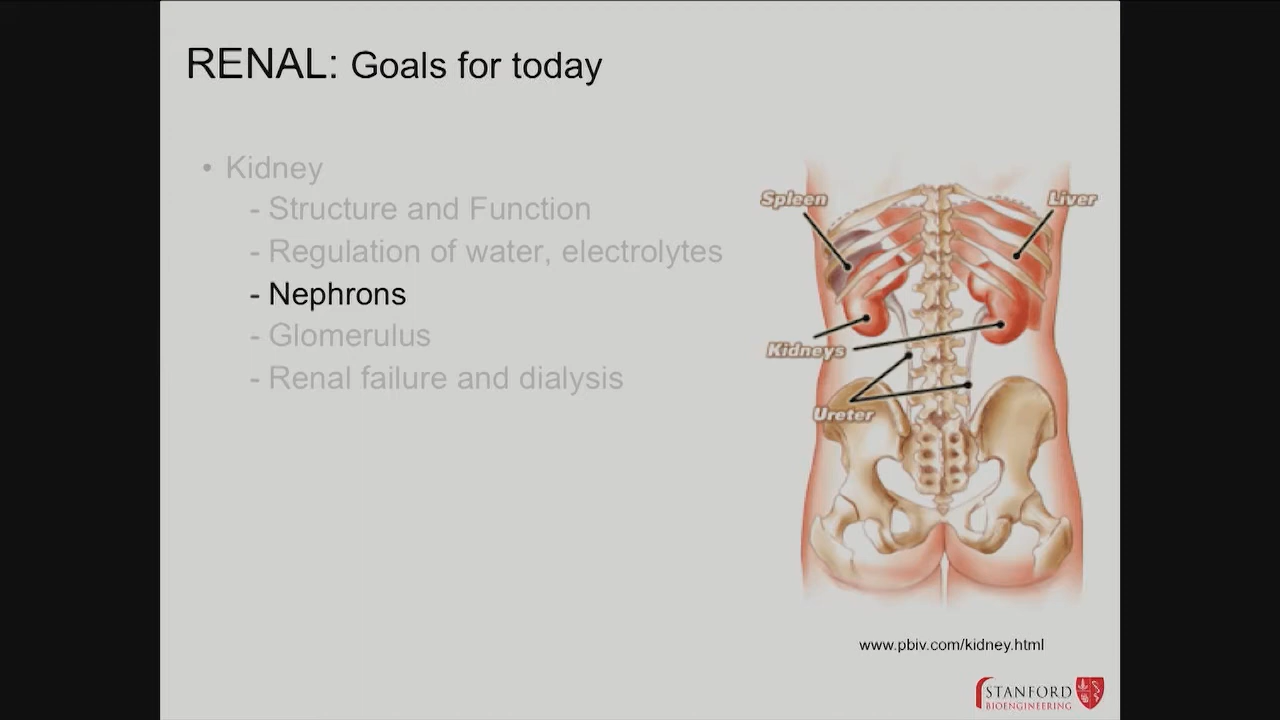 RENAL: Goals for today
• Kidney
- Structure and Function
- Regulation of water, electrolytes
- Nephrons
- Glomerulus
- Renal failure and dialysis
Spleen
Liver
Kidneys
Ureter
www.pbiv.com/kidney.html
STANFORD
BIOENGINEERING